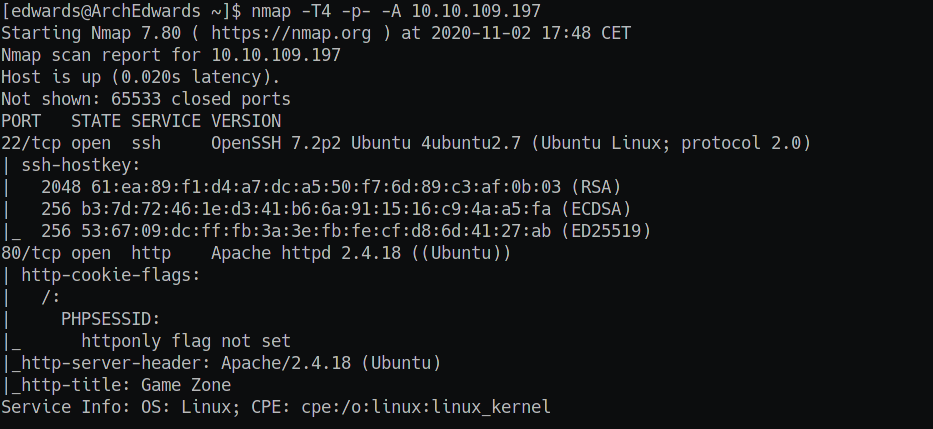 [edwards@ArchEdwards ~]$ nmap -T4 -p- -A 10.10.109.197
Starting Nmap 7.80 ( https://nmap.org ) at 2020-11-02 17:48 CET
Nmap scan report for 10.10.109.197
Host is up (0.020s latency).
Not shown: 65533 closed ports
PORT   STATE SERVICE VERSION
22/tcp open  ssh     OpenSSH 7.2p2 Ubuntu 4ubuntu2.7 (Ubuntu Linux; protocol 2.0)
| ssh-hostkey:
|   2048 61:ea:89:f1:d4:a7:dc:a5:50:f7:6d:89:c3:af:0b:03 (RSA)
|   256 b3:7d:72:46:1e:d3:41:b6:6a:91:15:16:c9:4a:a5:fa (ECDSA)
|_  256 53:67:09:dc:ff:fb:3a:3e:fb:fe:cf:d8:6d:41:27:ab (ED25519)
80/tcp open  http    Apache httpd 2.4.18 ((Ubuntu))
| http-cookie-flags:
|   /:
|     PHPSESSID:
|_      httponly flag not set
|_http-server-header: Apache/2.4.18 (Ubuntu)
|_http-title: Game Zone
Service Info: OS: Linux; CPE: cpe:/o:linux:linux_kernel